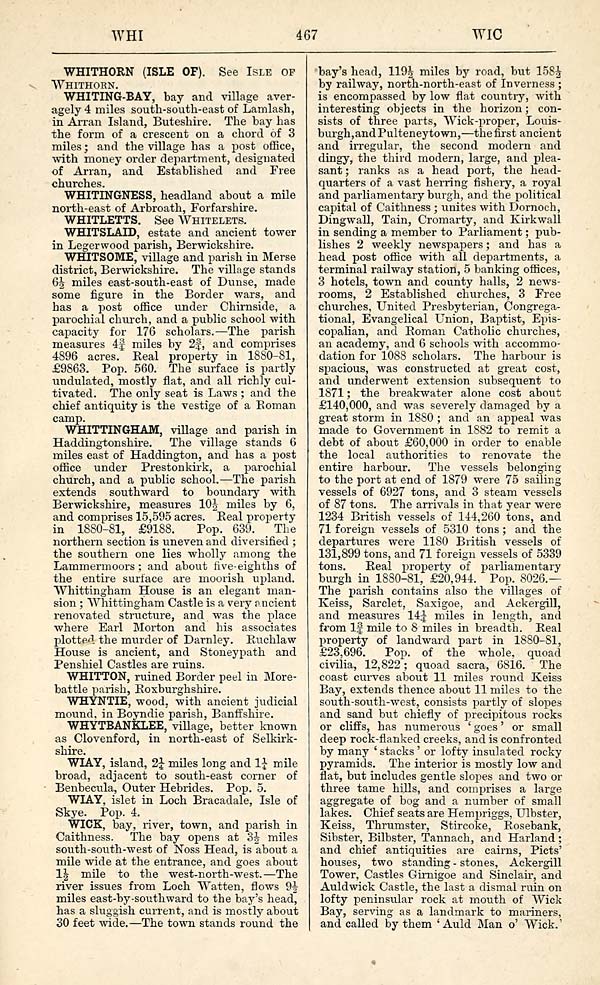 WHI 467 WIC
WHITHORN (ISLE OF). See ISLE OF
WHITHORN.
WHITING-BAY, bay and village aver-
agely 4 miles south-south-east of Lamlash,
in Arran Island, Buteshire. The bay has
the form of a crescent on a chord of 3
miles; and the village has a post office,
with money order department, designated
of Arran, and Established and Free
churches.
WHITINGNESS, headland about a mile
north-east of Arbroath, Forfarshire.
WHITLETTS. See WHITELETS.
WHITSLAID, estate and ancient tower
in Legerwood parish, Berwickshire.
WHITSOME, village and parish in Merse
district, Berwickshire. The village stands
6½ miles east-south-east of Dunse, made
some figure in the Border wars, and
has a post office under Chirnside, a
parochial church, and a public school with
capacity for 176 scholars.—The parish
measures 4¾ miles by 2¾, and comprises
4896 acres. Real property in 1880-81,
£9863. Pop. 560. The surface is partly
undulated, mostly flat, and all richly cul-
tivated. The only seat is Laws; and the
chief antiquity is the vestige of a Roman
camp.
WHITTINGHAM, village and parish in
Haddingtonshire. The village stands 6
miles east of Haddington, and has a post
office under Prestonkirk, a parochial
church, and a public school.—The parish
extends southward to boundary with
Berwickshire, measures 10½ miles by 6,
and comprises 15,595 acres. Real property
in 1880-81, £9188. Pop. 639. The
northern section is uneven and diversified;
the southern one lies wholly among the
Lammermoors; and about five-eighths of
the entire surface are moorish upland.
Whittingham House is an elegant man-
sion; Whittingham Castle is a very ancient
renovated structure, and was the place
where Earl Morton and his associates
plotted the murder of Darnley. Ruchlaw
House is ancient, and Stoneypath and
Penshiel Castles are ruins.
WHITTON, ruined Border peel in More-
battle parish, Roxburghshire.
WHYNTIE, wood, with ancient judicial
mound, in Boyndie parish, Banffshire.
WHYTBANKLEE, village, better known
as Clovenford, in north-east of Selkirk-
shire.
WIAY, island, 2¼ miles long and 1¼ mile
broad, adjacent to south-east corner of
Benbecula, Outer Hebrides. Pop. 5.
WIAY, islet in Loch Bracadale, Isle of
Skye. Pop. 4.
WICK, bay, river, town, and parish in
Caithness. The bay opens at 3½ miles
south-south-west of Noss Head, is about a
mile wide at the entrance, and goes about
1½ mile to the west-north-west.—The
river issues from Loch Watten, flows 9½
miles east-by-southward to the bay's head,
has a sluggish current, and is mostly about
30 feet wide.—The town stands round the
bay's head, 119½ miles by road, but 158½
by railway, north-north-east of Inverness;
is encompassed by low flat country, with
interesting objects in the horizon; con-
sists of three parts, Wick-proper, Louis-
burgh, and Pulteneytown,—the first ancient
and irregular, the second modern and
dingy, the third modern, large, and plea-
sant; ranks as a head port, the head-
quarters of a vast herring fishery, a royal
and parliamentary burgh, and the political
capital of Caithness; unites with Dornoch,
Dingwall, Tain, Cromarty, and Kirkwall
in sending a member to Parliament; pub-
lishes 2 weekly newspapers; and has a
head post office with all departments, a
terminal railway station, 5 banking offices,
3 hotels, town and county halls, 2 news-
rooms, 2 Established churches, 3 Free
churches, United Presbyterian, Congrega-
tional, Evangelical Union, Baptist, Epis-
copalian, and Roman Catholic churches,
an academy, and 6 schools with accommo-
dation for 1088 scholars. The harbour is
spacious, was constructed at great cost,
and underwent extension subsequent to
1871; the breakwater alone cost about
£140,000, and was severely damaged by a
great storm in 1880; and an appeal was
made to Government in 1882 to remit a
debt of about £60,000 in order to enable
the local authorities to renovate the
entire harbour. The vessels belonging
to the port at end of 1879 were 75 sailing
vessels of 6927 tons, and 3 steam vessels
of 87 tons. The arrivals in that year were
1234 British vessels of 144,260 tons, and
71 foreign vessels of 5310 tons; and the
departures were 1180 British vessels of
131,899 tons, and 71 foreign vessels of 5339
tons. Real property of parliamentary
burgh in 1880-81, £20,944. Pop. 8026.—
The parish contains also the villages of
Keiss, Sarclet, Saxigoe, and Ackergill,
and measures 14¼ miles in length, and
from 1¾ mile to 8 miles in breadth. Real
property of landward part in 1880-81,
£23,696. Pop. of the whole, quoad
civilia, 12,822; quoad sacra, 6816. The
coast curves about 11 miles round Keiss
Bay, extends thence about 11 miles to the
south-south-west, consists partly of slopes
and sand but chiefly of precipitous rocks
or cliffs, has numerous 'goes' or small
deep rock-flanked creeks, and is confronted
by many 'stacks' or lofty insulated rocky
pyramids. The interior is mostly low and
flat, but includes gentle slopes and two or
three tame hills, and comprises a large
aggregate of bog and a number of small
lakes. Chief seats are Hempriggs, Ulbster,
Keiss, Thrumster, Stircoke, Rosebank,
Sibster, Bilbster, Tannach, and Harland;
and chief antiquities are cairns, Picts'
houses, two standing-stones, Ackergill
Tower, Castles Girnigoe and Sinclair, and
Auldwick Castle, the last a dismal ruin on
lofty peninsular rock at mouth of Wick
Bay, serving as a landmark to mariners,
and called by them 'Auld Man o' Wick.'